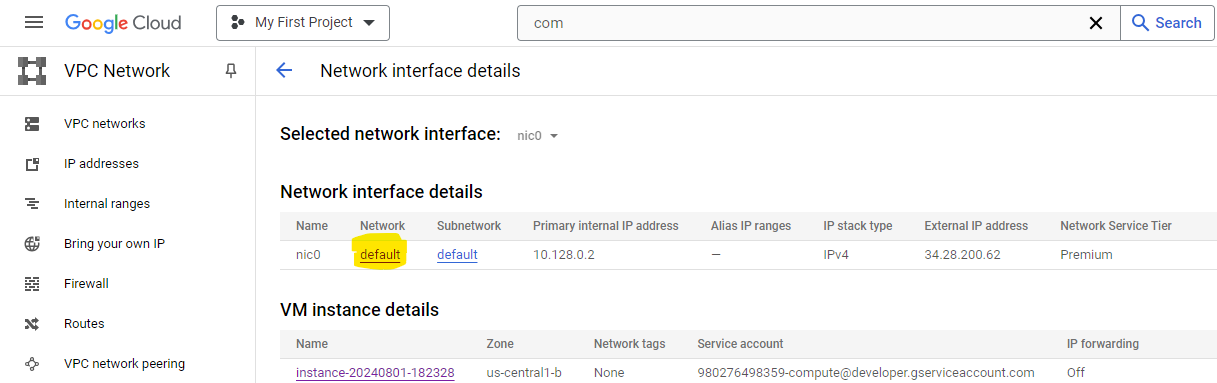 Google Cloud My First Project com Search
VPC Network Network interface details
VPC networks
IP addresses
Internal ranges
Bring your own IP
Firewall
Routes
VPC network peering
Selected network interface: nic0
Network interface details
Name Network Subnetwork Primary internal IP address Alias IP ranges IP stack type External IP address Network Service Tier
nic0 default default 10.128.0.2 — IPv4 34.28.200.62 Premium
VM instance details
Name Zone Network tags Service account IP forwarding
instance-20240801-182328 us-central1-b None 980276498359-compute@developer.gserviceaccount.com Off